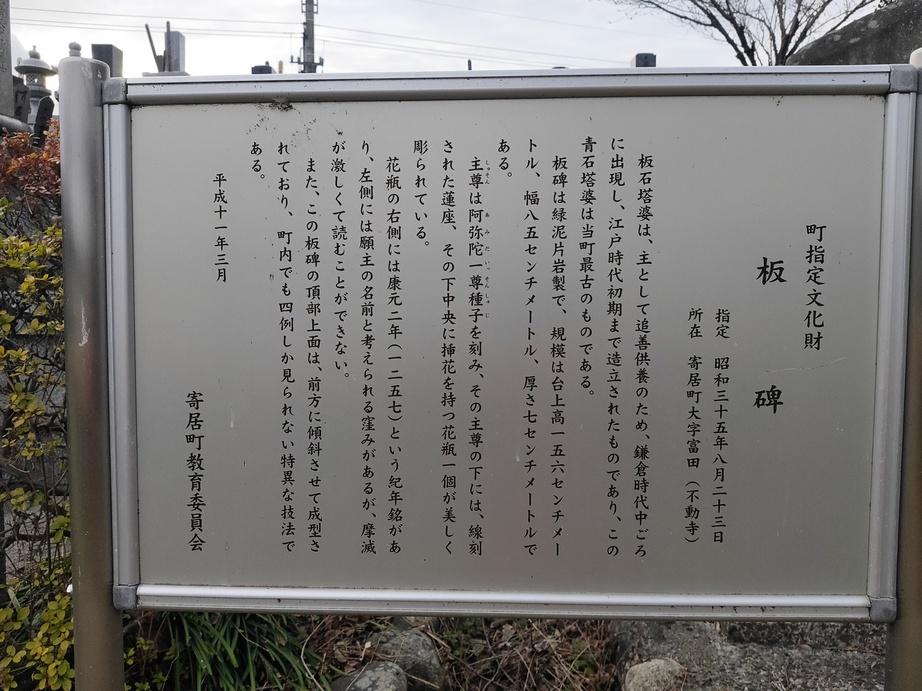 町指定文化財
板碑
指定 昭和三十五年八月二十三日
所在 寄居町大字富田(不動寺)
板石塔婆は、主として追善供養のため、鎌倉時代中ごろ
に出現し、江戸時代初期まで造立されたものであり、この
青石塔婆は当町最古のものである。
板碑は緑泥片岩製で、規模は台上高一五六センチメー
トル、幅八五センチメートル、厚さ七センチメートルで
ある。
主尊は阿弥陀一尊種子を刻み、その主尊の下には、線刻
された蓮座、その下中央に挿花を持つ花瓶一個が美しく
彫られている。
花瓶の右側には康元二年(一二五七)という紀年銘があ
り、左側には願主の名前と考えられる窪みがあるが、摩滅
が激しくて読むことができない。
また、この板碑の頂部上面は、前方に傾斜させて成型さ
れており、町内でも四例しか見られない特異な技法で
ある。
平成十一年三月
寄居町教育委員会